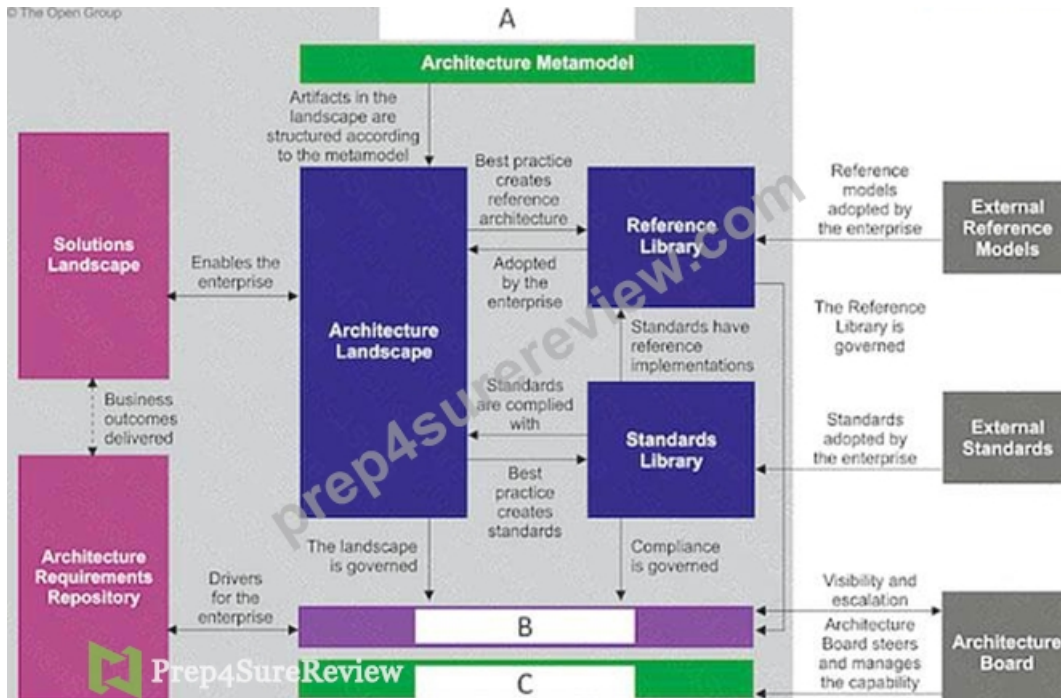 © The Open Group
A
Architecture Metamodel
Artifacts in the
landscape are
structured according
to the metamodel
Solutions
Landscape
Enables the
enterprise
Architecture
Landscape
Best practice
creates
reference
architecture
Adopted
by the
enterprise
Reference
Library
Reference
models
adopted by
the enterprise
External
Reference
Models
The Reference
Library is
governed
Standards have
reference
implementations
Business
outcomes
delivered
Standards
are complied
with
Best
practice
creates
standards
Standards
Library
Standards
adopted by
the enterprise
External
Standards
The landscape
is governed
Compliance
is governed
Architecture
Requirements
Repository
Drivers
for the
enterprise
B
Visibility and
escalation
Architecture
Board steers
and manages
the capability
Architecture
Board
C
prep4surereview.com
Prep4SureReview